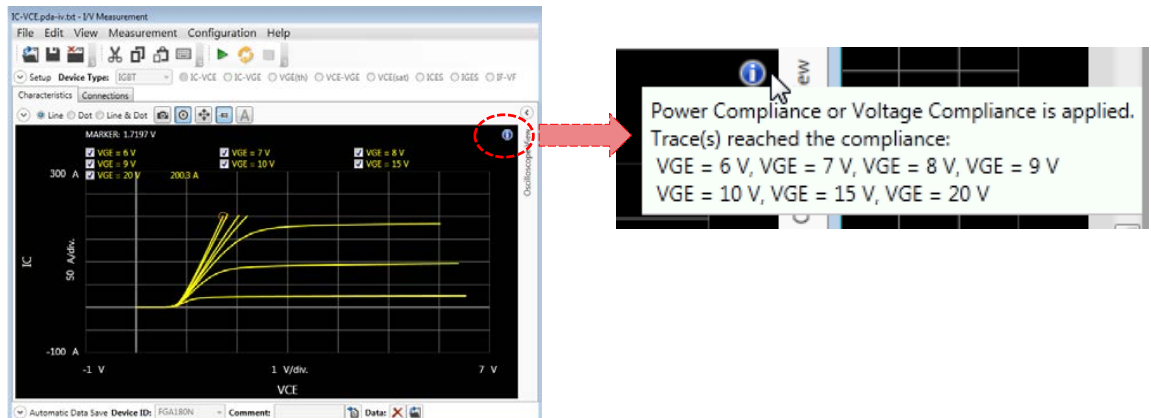 IC-VCE.pda-iv.txt - I/V Measurement
File Edit View Measurement Configuration Help
Setup Device Type: IGBT IC-VCE IC-VGE VGE(th) VCE-VGE VCE(sat) ICES IGES IF-VF
Characteristics Connections
Line Dot Line & Dot A
MARKER: 1.7197 V
VGE = 6 V VGE = 7 V VGE = 8 V
VGE = 9 V VGE = 10 V VGE = 15 V
300 A VGE = 20 V 200.3 A
Oscilloscope View
IC
50 A/div.
-100 A
-1 V 1 V/div. 7 V
VCE
Automatic Data Save Device ID: FGA180N Comment: Data:
ew
Power Compliance or Voltage Compliance is applied.
Trace(s) reached the compliance:
VGE = 6 V, VGE = 7 V, VGE = 8 V, VGE = 9 V
VGE = 10 V, VGE = 15 V, VGE = 20 V